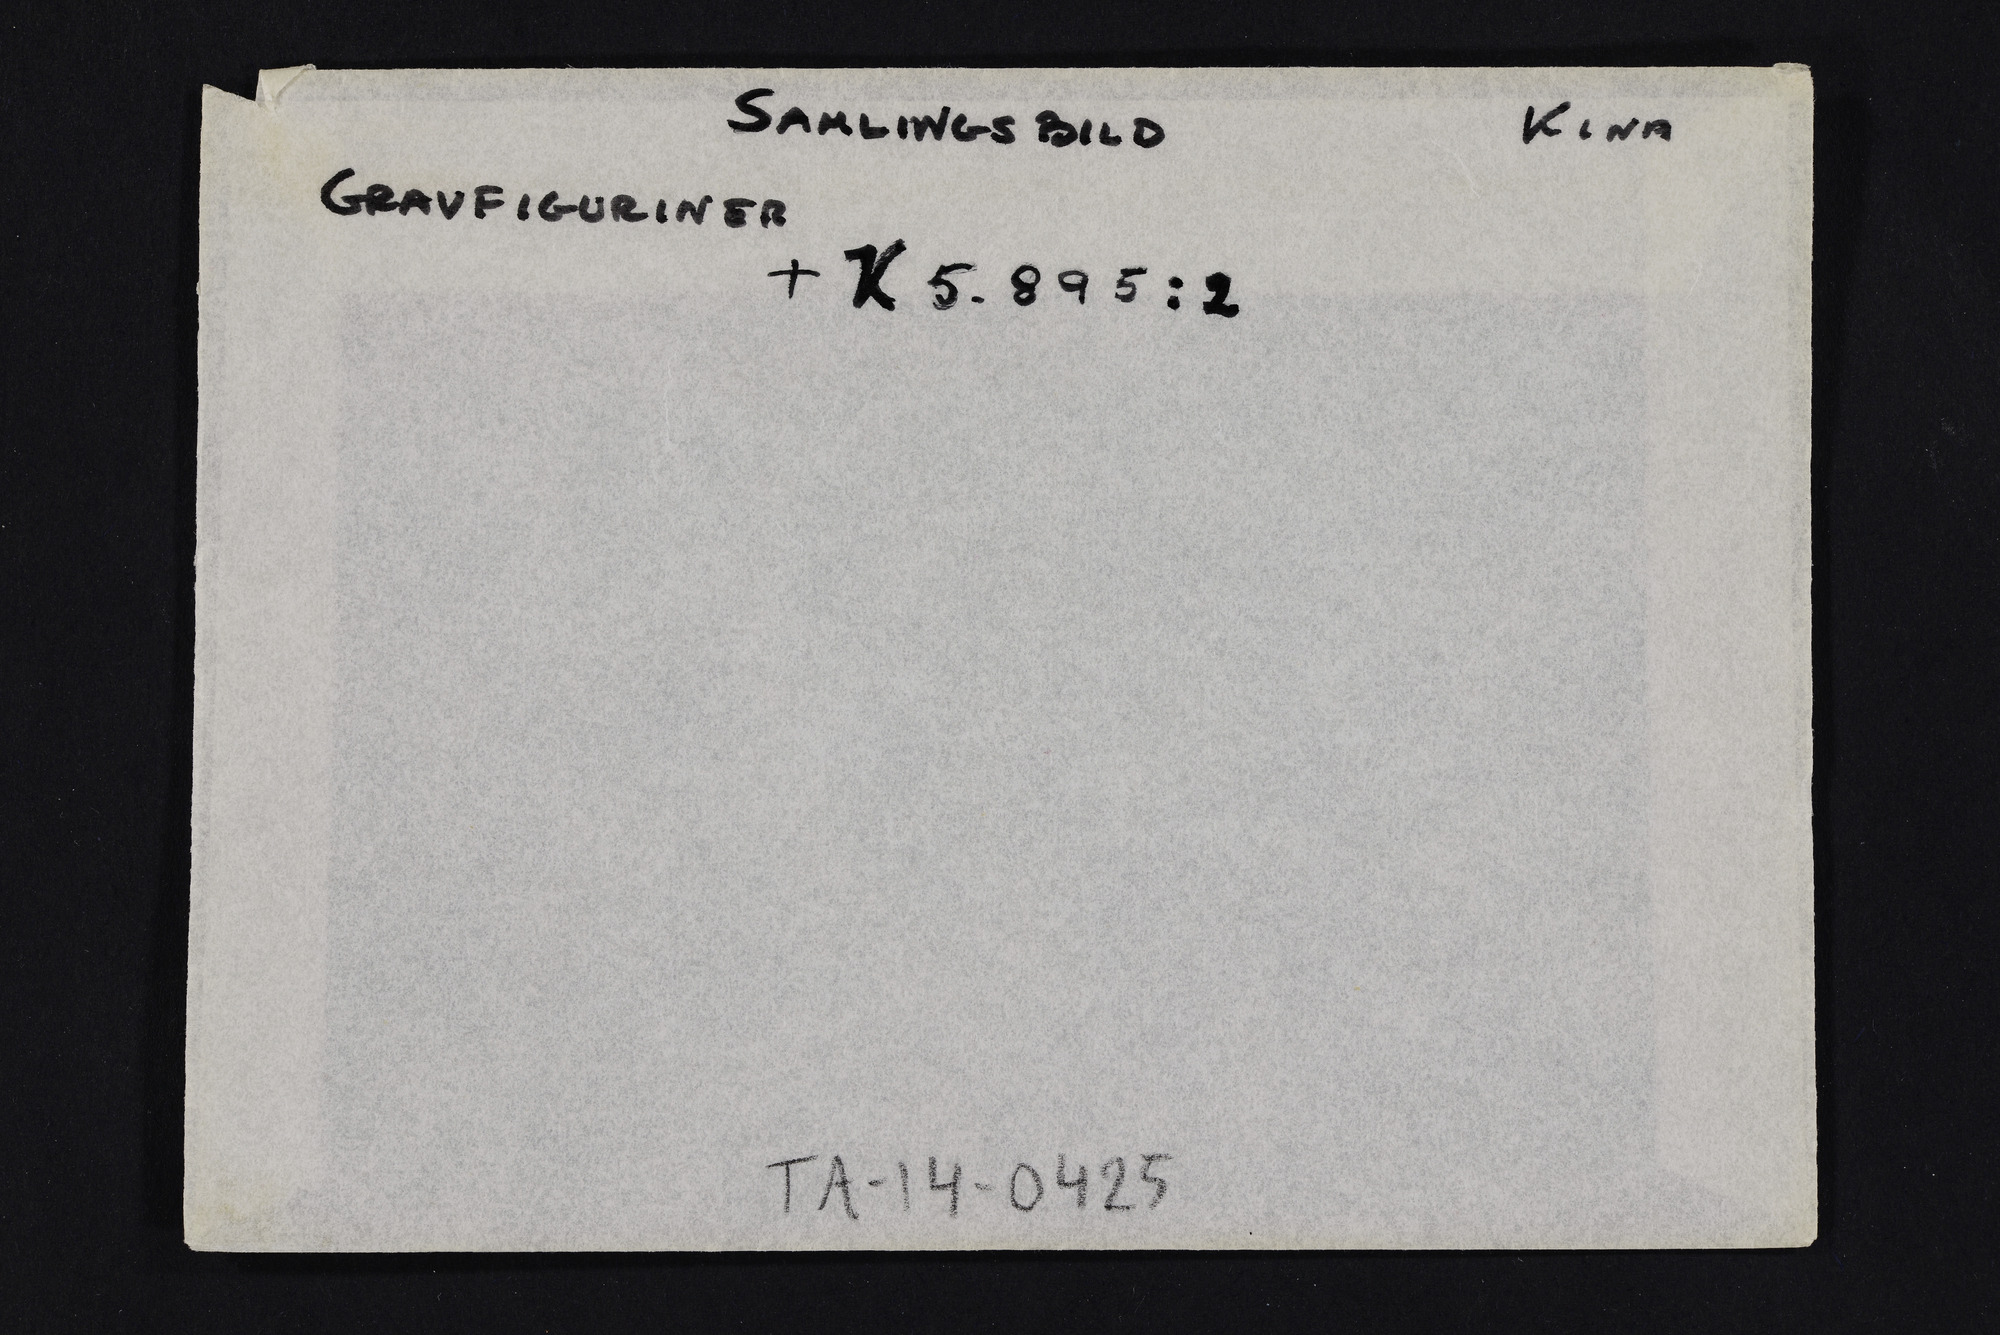 SAMLINGSBILD KINA
GRAVFIGURINER
+ K 5.895:2
TA-14-0425